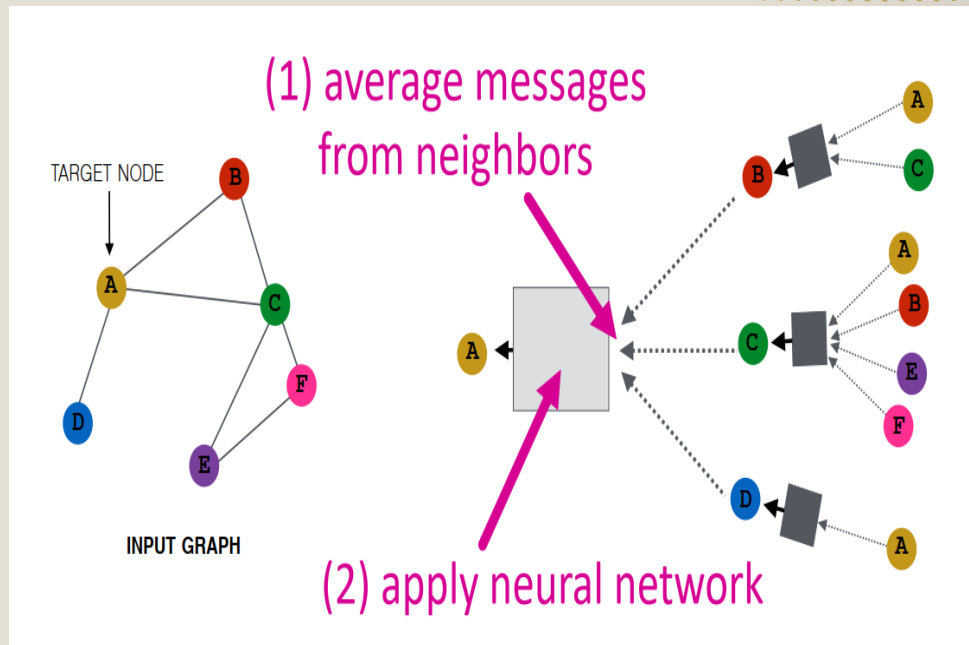 (1) average messages
from neighbors
TARGET NODE
B
A
C
F
D
E
INPUT GRAPH
A
B
A
C
C
A
B
E
F
D
A
(2) apply neural network